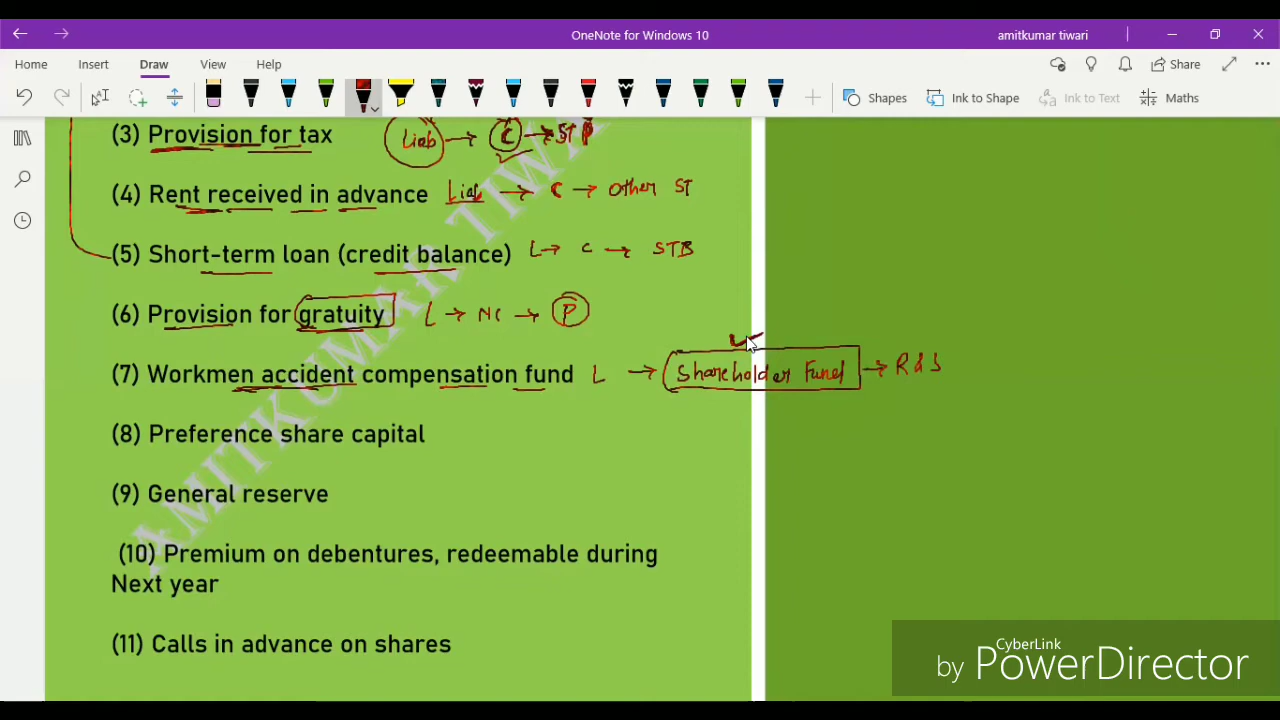 OneNote for Windows 10
amitkumar tiwari
Home Insert Draw View Help
Share
Shapes Ink to Shape Ink to Text Maths
(3) Provision for tax Liab → C → STP
(4) Rent received in advance Liab → C → Other ST
(5) Short-term loan (credit balance) L → C → STB
(6) Provision for gratuity L → NC → P
(7) Workmen accident compensation fund L → Shareholder Fund → R & S
(8) Preference share capital
(9) General reserve
(10) Premium on debentures, redeemable during
Next year
(11) Calls in advance on shares
AMITKUMAR TIWA
CyberLink
by PowerDirector